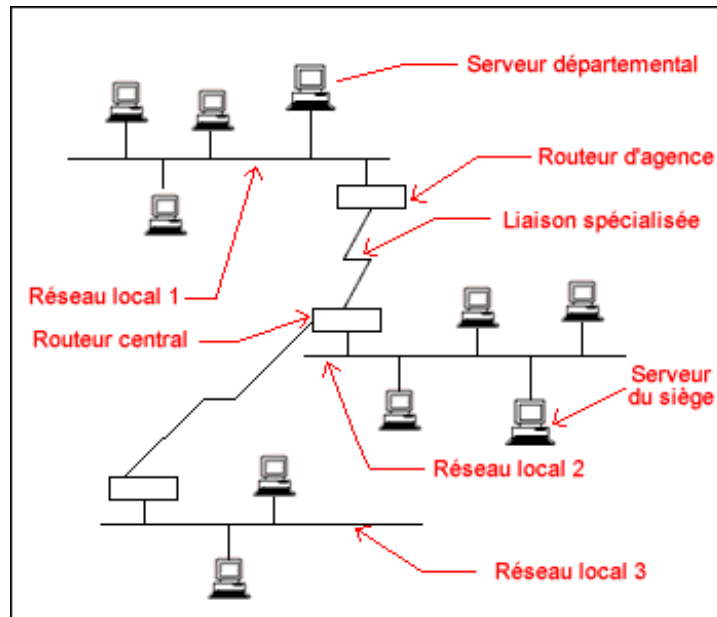 Serveur départemental
Routeur d'agence
Liaison spécialisée
Réseau local 1
Routeur central
Serveur
du siège
Réseau local 2
Réseau local 3